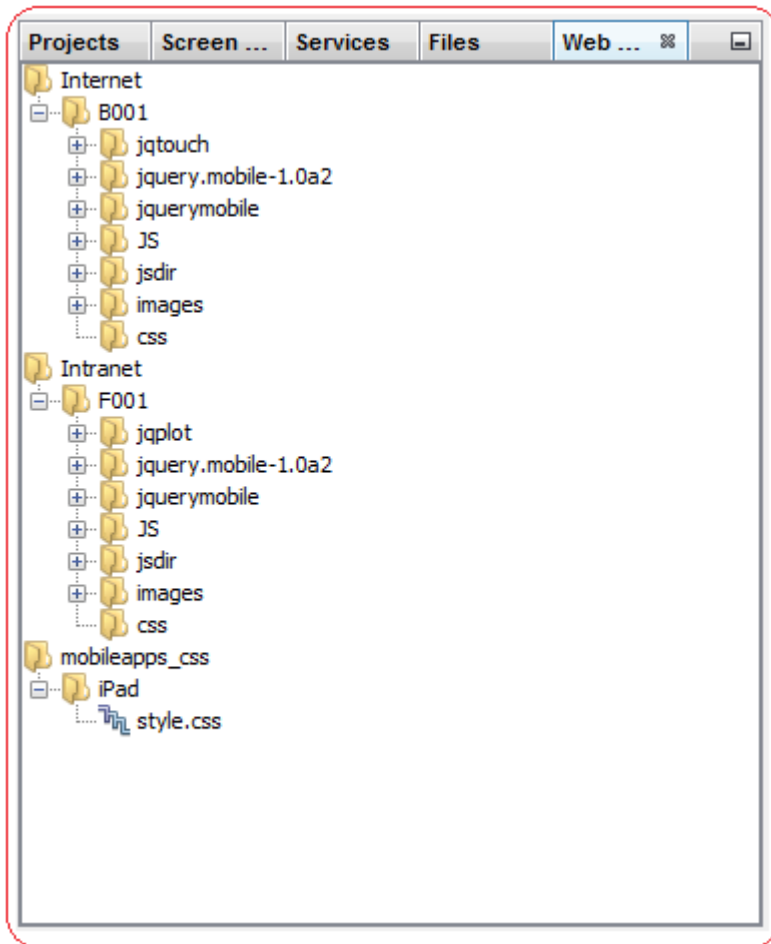 Projects Screen ... Services Files Web ...
Internet
B001
jqtouch
jquery.mobile-1.0a2
jquerymobile
JS
jsdir
images
css
Intranet
F001
jqplot
jquery.mobile-1.0a2
jquerymobile
JS
jsdir
images
css
mobileapps_css
iPad
style.css